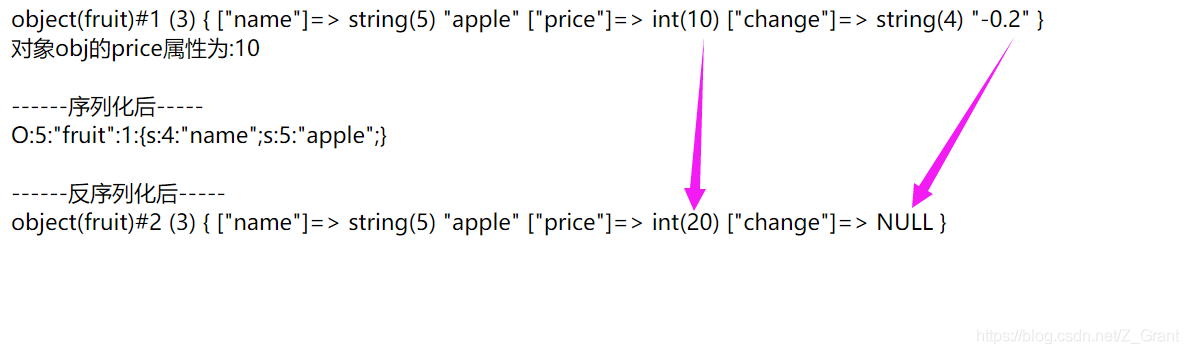 object(fruit)#1 (3) { ["name"]=> string(5) "apple" ["price"]=> int(10) ["change"]=> string(4) "-0.2" }
对象obj的price属性为:10
------序列化后-----
O:5:"fruit":1:{s:4:"name";s:5:"apple";}
------反序列化后-----
object(fruit)#2 (3) { ["name"]=> string(5) "apple" ["price"]=> int(20) ["change"]=> NULL }
https://blog.csdn.net/Z_Grant